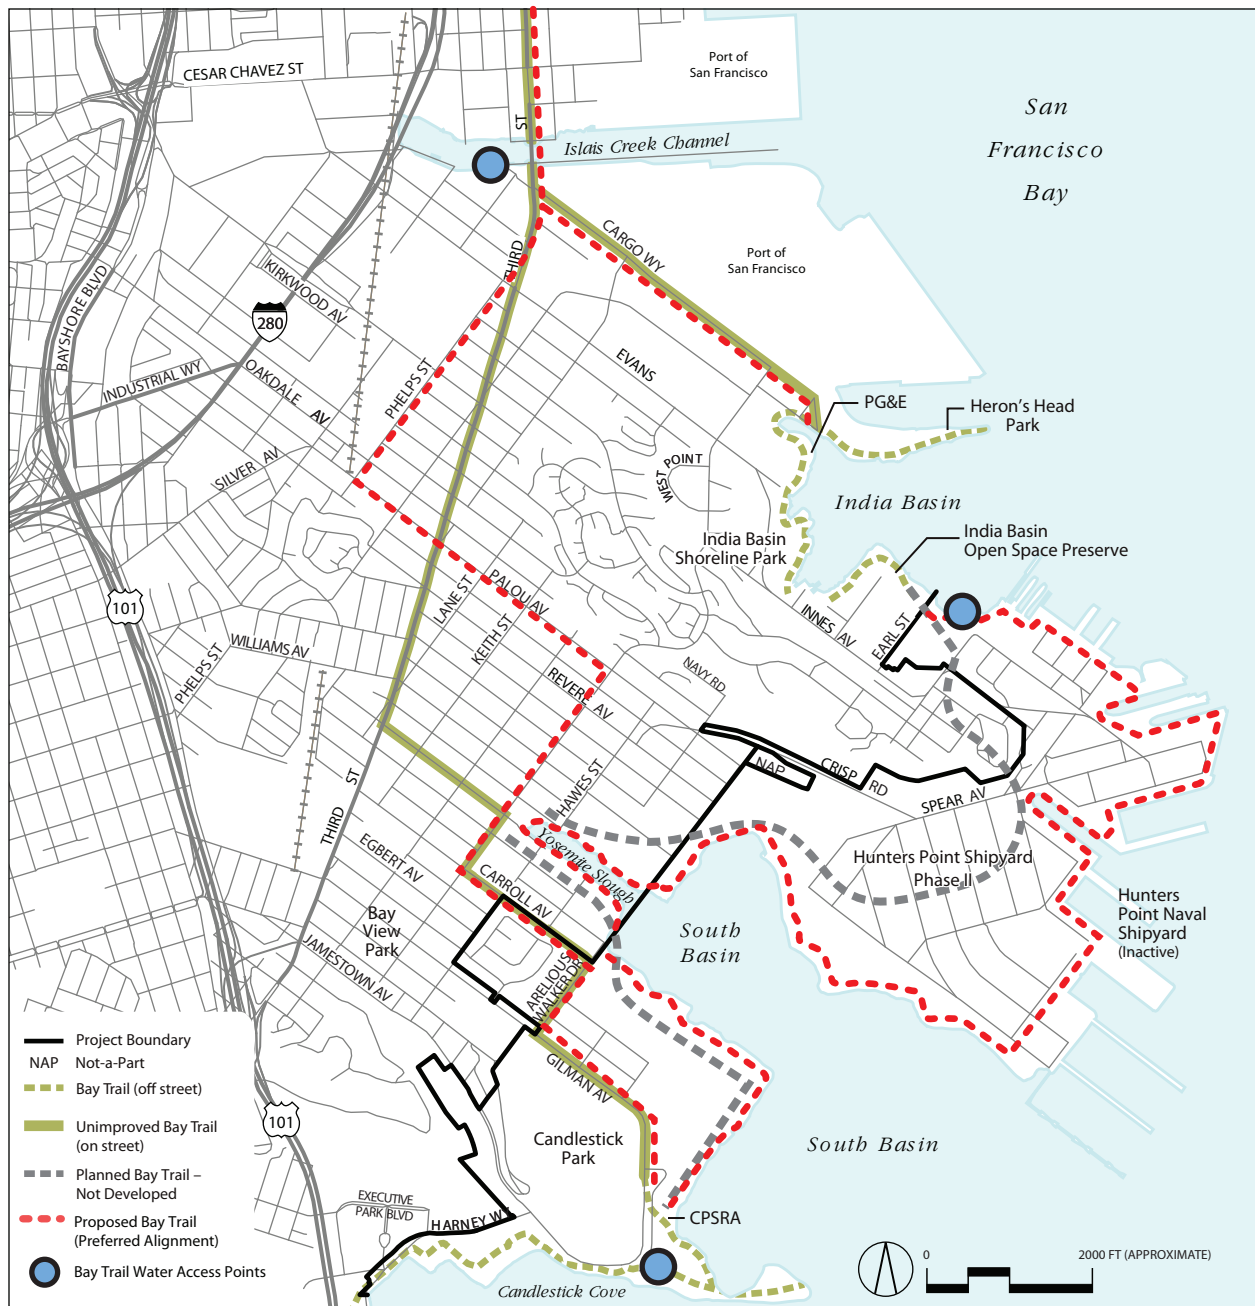 CESAR CHAVEZ ST
Port of
San Francisco
San
Francisco
Bay
ST
Islais Creek Channel
CARGO WY
THIRD
Port of
San Francisco
BAYSHORE BLVD
KIRKWOOD AV
280
INDUSTRIAL WY
OAKDALE AV
PHELPS ST
EVANS
PG&E
Heron's Head
Park
SILVER AV
WEST POINT
India Basin
India Basin
Shoreline Park
India Basin
Open Space Preserve
101
PALOU AV
LANE ST
KEITH ST
INNES AV
EARL ST
WILLIAMS AV
PHELPS ST
REVERE AV
NAVY RD
THIRD ST
HAWES ST
NAP
CRISP RD
SPEAR AV
Yosemite Slough
EGBERT AV
CARROLL AV
Hunters Point Shipyard
Phase II
Hunters
Point Naval
Shipyard
(Inactive)
Bay
View
Park
South
Basin
JAMESTOWN AV
ARELIOUS
WALKER DR
GILMAN AV
Candlestick
Park
South Basin
101
EXECUTIVE
PARK BLVD
HARNEY WY
CPSRA
Candlestick Cove
Project Boundary
NAP Not-a-Part
Bay Trail (off street)
Unimproved Bay Trail
(on street)
Planned Bay Trail –
Not Developed
Proposed Bay Trail
(Preferred Alignment)
Bay Trail Water Access Points
0 2000 FT (APPROXIMATE)